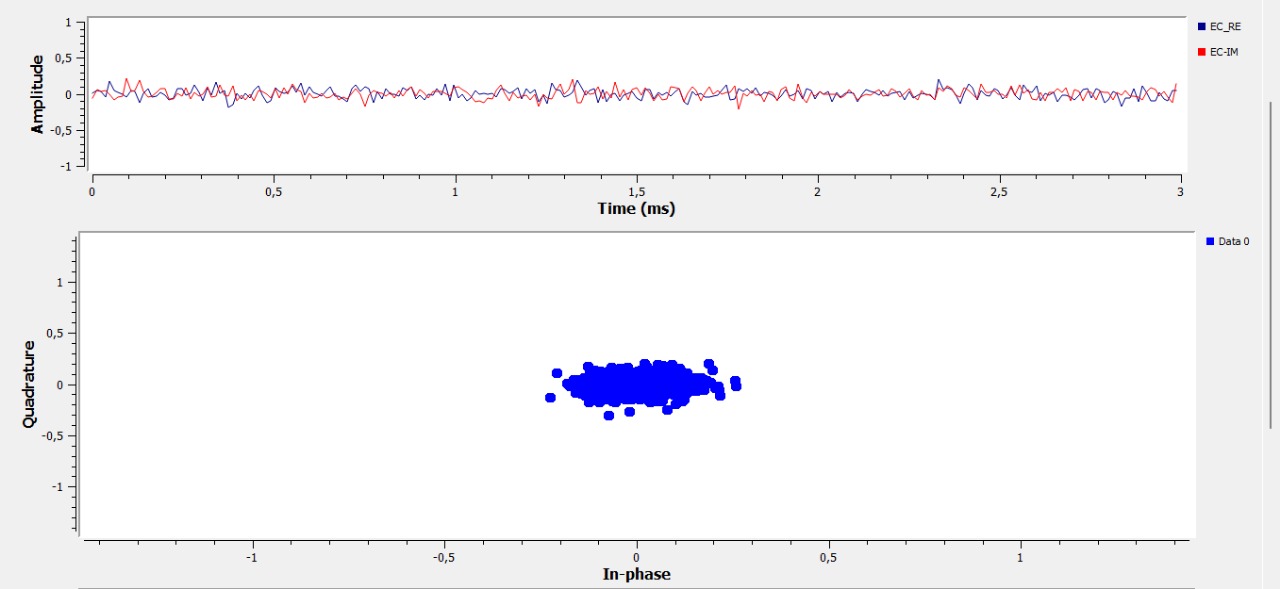 Amplitude
1
0,5
0
-0,5
-1
0 0,5 1 1,5 2 2,5 3
Time (ms)
EC_RE
EC-IM
Quadrature
1
0,5
0
-0,5
-1
-1 -0,5 0 0,5 1
In-phase
Data 0